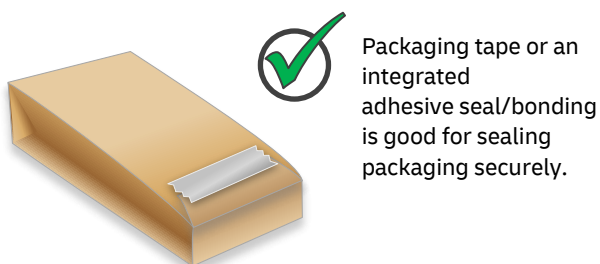 Packaging tape or an
integrated
adhesive seal/bonding
is good for sealing
packaging securely.